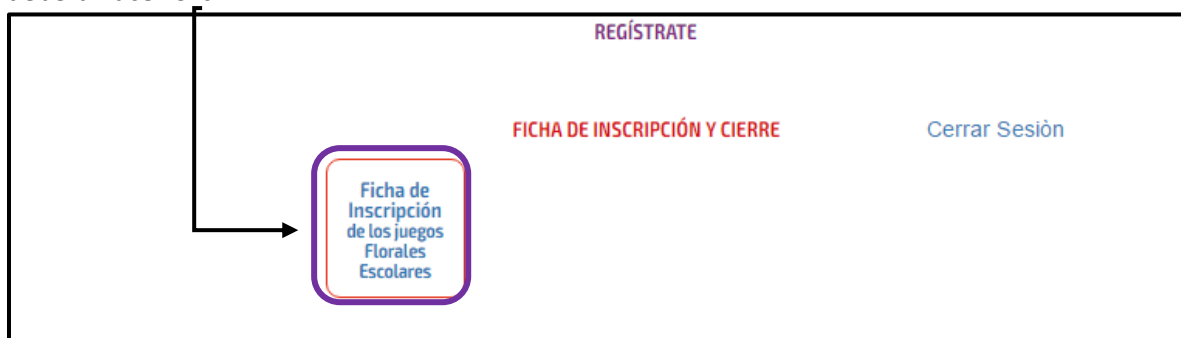 REGÍSTRATE
FICHA DE INSCRIPCIÓN Y CIERRE
Cerrar Sesiòn
Ficha de
Inscripción
de los juegos
Florales
Escolares